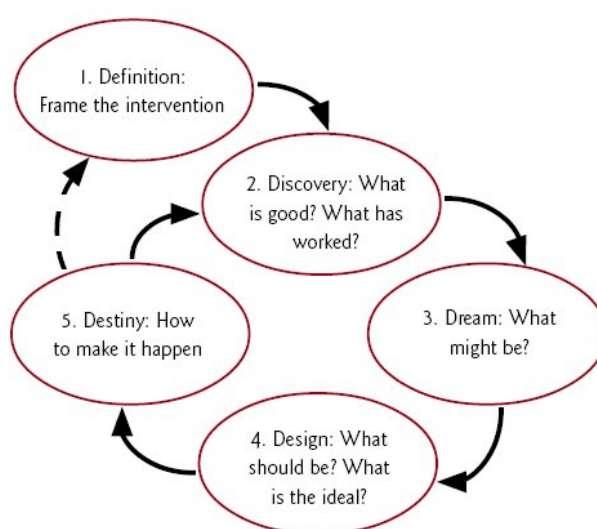 1. Definition:
Frame the intervention
2. Discovery: What
is good? What has
worked?
3. Dream: What
might be?
4. Design: What
should be? What
is the ideal?
5. Destiny: How
to make it happen